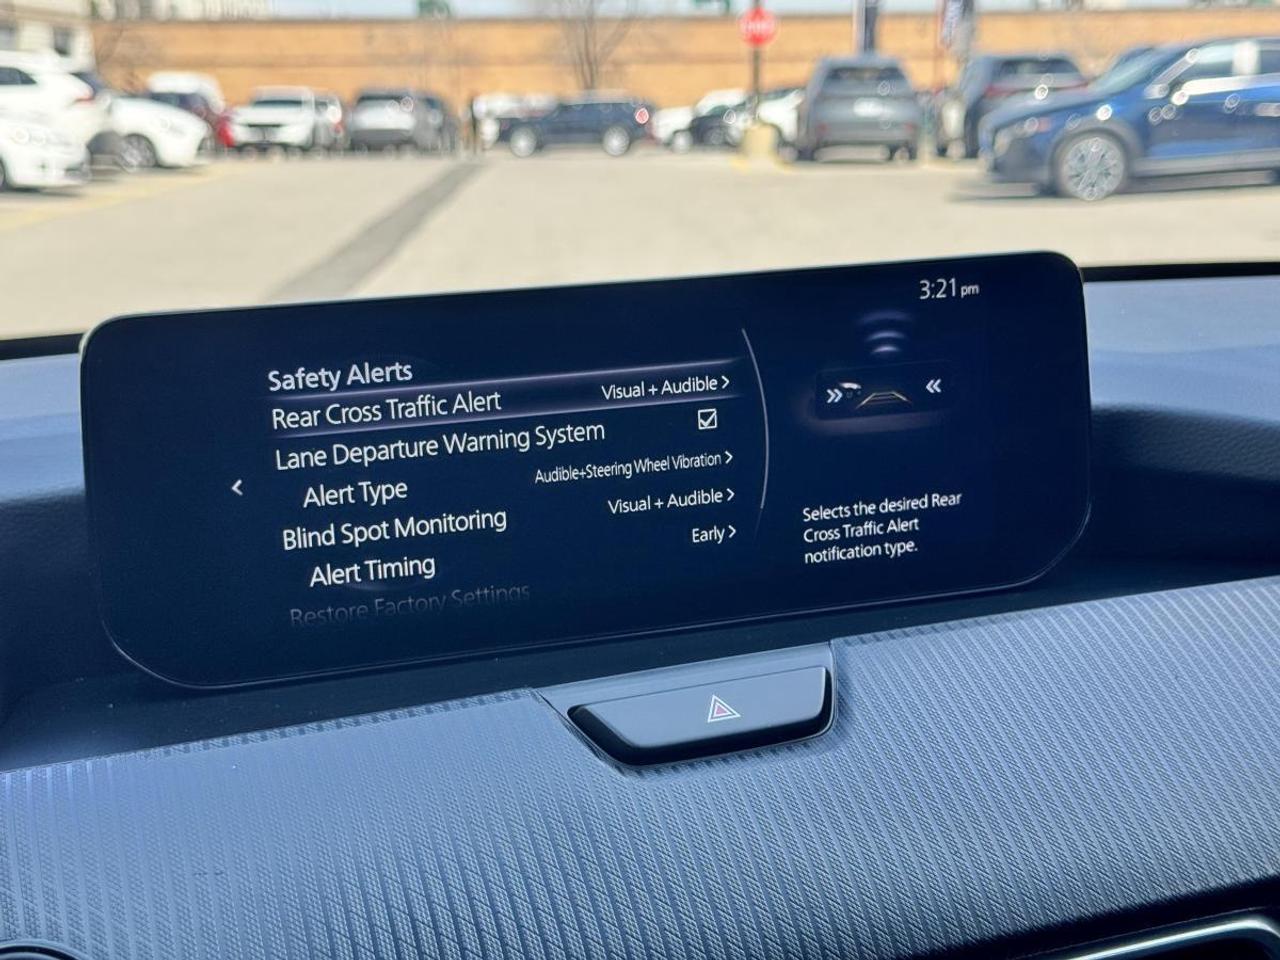 3:21 pm
Safety Alerts
Rear Cross Traffic Alert Visual + Audible >
Lane Departure Warning System
Alert Type Audible+Steering Wheel Vibration >
Blind Spot Monitoring Visual + Audible >
Alert Timing Early >
Restore Factory Settings
Selects the desired Rear
Cross Traffic Alert
notification type.